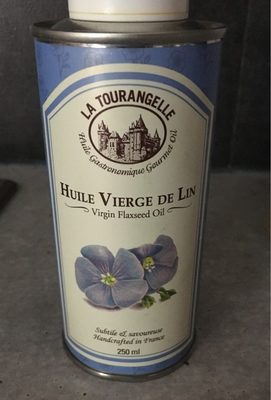 LA TOURANGELLE
Huile Gastronomique Gourmet Oil
HUILE VIERGE DE LIN
Virgin Flaxseed Oil
Subtile & savoureuse
Handcrafted in France
250 ml